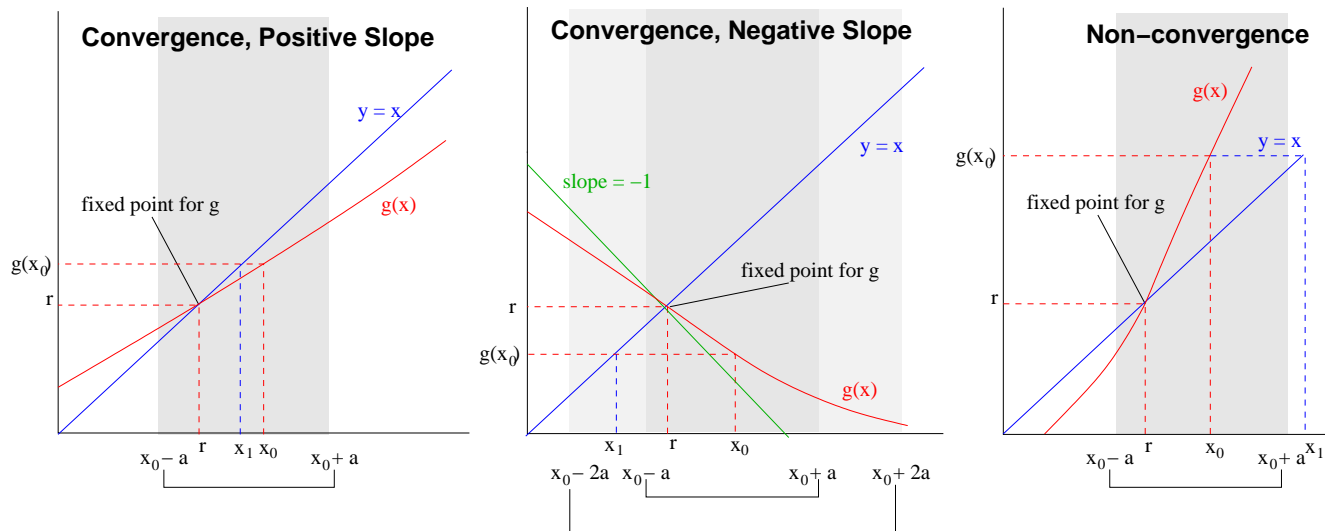 Convergence, Positive Slope
y = x
fixed point for g
g(x)
g(x₀)
r
r
x₁
x₀
x₀− a
x₀+ a
Convergence, Negative Slope
y = x
slope = −1
fixed point for g
r
g(x₀)
g(x)
x₁
r
x₀
x₀− 2a
x₀− a
x₀+ a
x₀+ 2a
Non−convergence
g(x)
y = x
g(x₀)
fixed point for g
r
x₀− a
r
x₀
x₀+ a
x₁